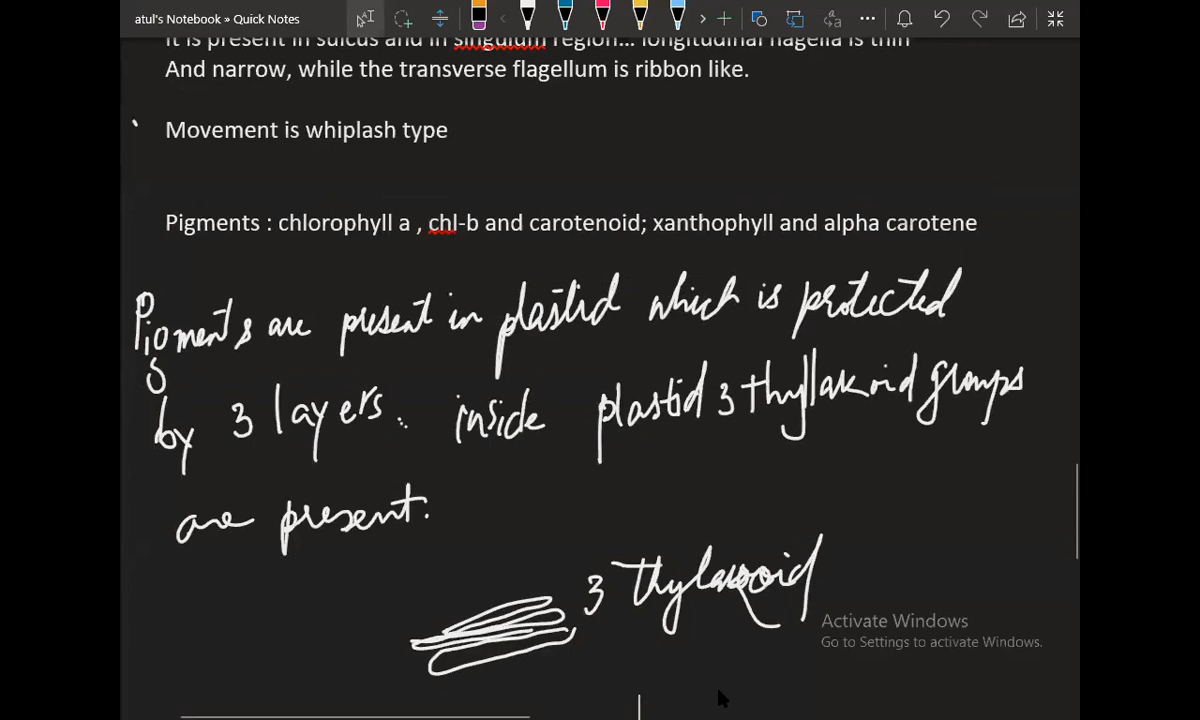 atul's Notebook » Quick Notes
It is present in sulcus and in singulum region... longitudinal flagella is thin
And narrow, while the transverse flagellum is ribbon like.
Movement is whiplash type
Pigments : chlorophyll a , chl-b and carotenoid; xanthophyll and alpha carotene
Pigments are present in plastid which is protected
by 3 layers. inside plastid 3 thyllakoid groups
are present.
3 Thylakoid
Activate Windows
Go to Settings to activate Windows.